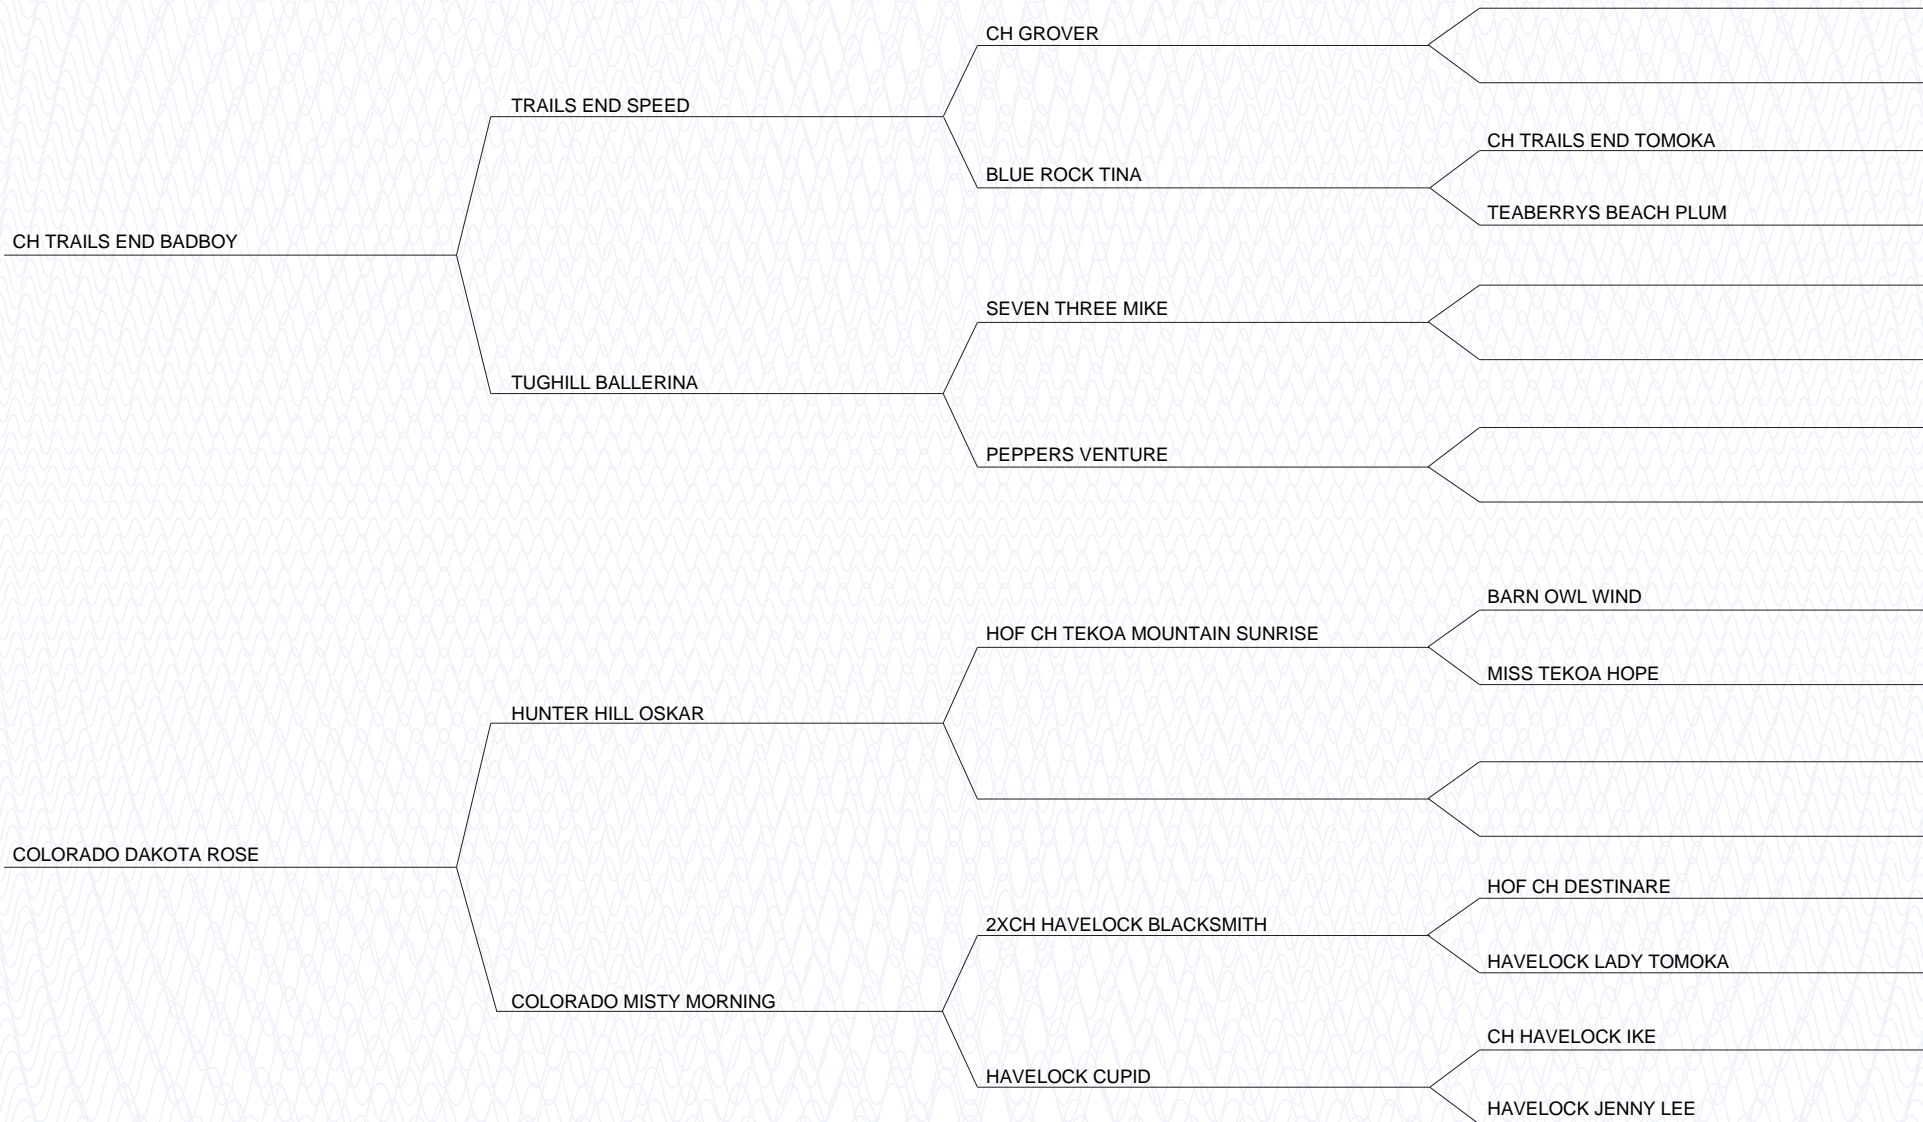 CH GROVER
TRAILS END SPEED
CH TRAILS END TOMOKA
BLUE ROCK TINA
TEABERRYS BEACH PLUM
CH TRAILS END BADBOY
SEVEN THREE MIKE
TUGHILL BALLERINA
PEPPERS VENTURE
BARN OWL WIND
HOF CH TEKOA MOUNTAIN SUNRISE
MISS TEKOA HOPE
HUNTER HILL OSKAR
COLORADO DAKOTA ROSE
HOF CH DESTINARE
2XCH HAVELOCK BLACKSMITH
HAVELOCK LADY TOMOKA
COLORADO MISTY MORNING
CH HAVELOCK IKE
HAVELOCK CUPID
HAVELOCK JENNY LEE